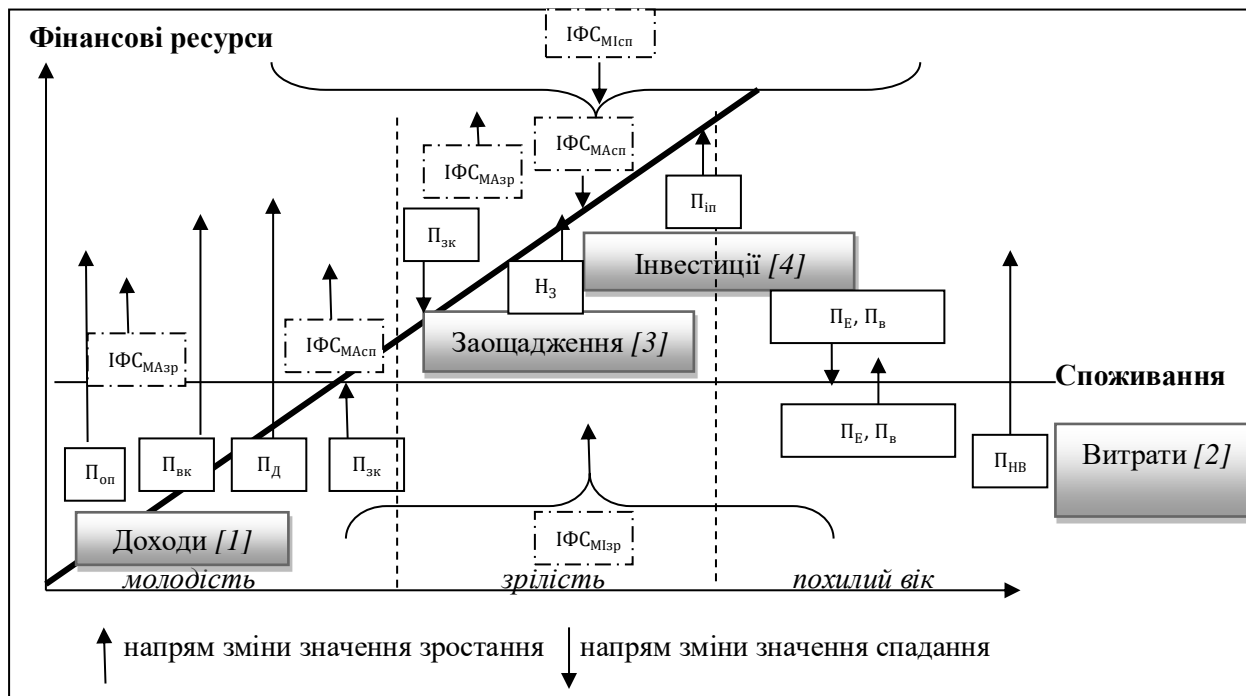 Фінансові ресурси
ІФС_МІсп
ІФС_МАсп
ІФС_МАзр
П_іп
П_зк
Інвестиції [4]
Н_З
П_Е, П_в
ІФС_МАзр
ІФС_МАсп
Заощадження [3]
Споживання
П_Е, П_в
П_оп
П_вк
П_Д
П_зк
П_НВ
Витрати [2]
Доходи [1]
ІФС_МІзр
молодість
зрілість
похилий вік
напрям зміни значення зростання
напрям зміни значення спадання